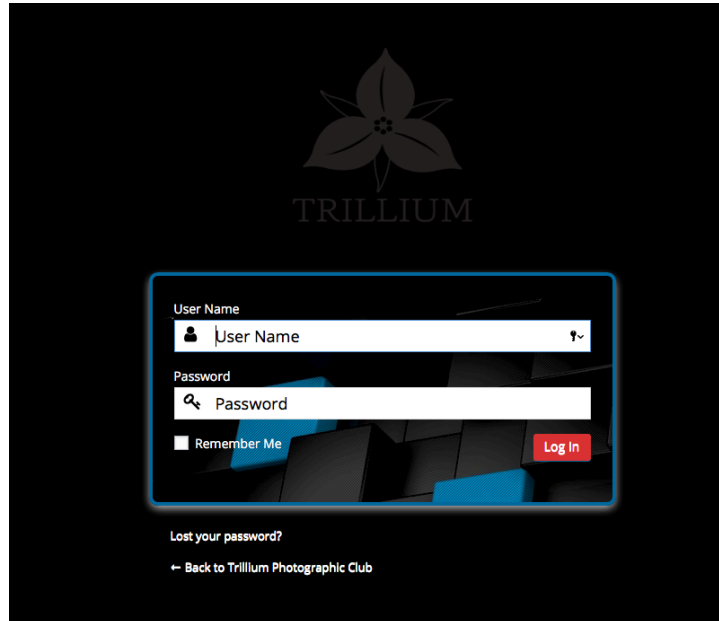 TRILLIUM
User Name
User Name
Password
Password
Remember Me
Log In
Lost your password?
← Back to Trillium Photographic Club